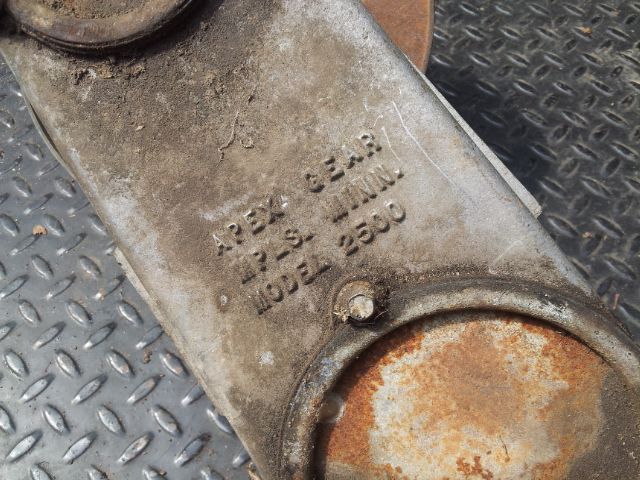 APEX GEAR
MPLS. MINN.
MODEL 2500